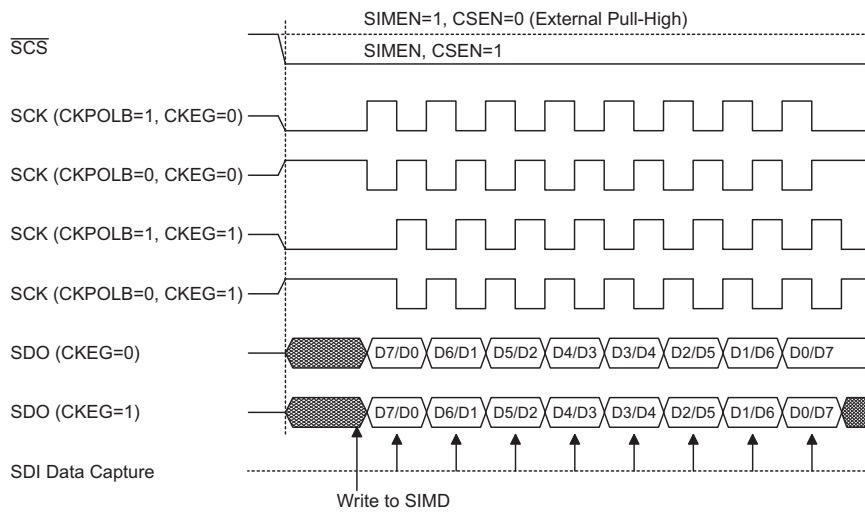 SIMEN=1, CSEN=0 (External Pull-High)
SCS
SIMEN, CSEN=1
SCK (CKPOLB=1, CKEG=0)
SCK (CKPOLB=0, CKEG=0)
SCK (CKPOLB=1, CKEG=1)
SCK (CKPOLB=0, CKEG=1)
SDO (CKEG=0) D7/D0 D6/D1 D5/D2 D4/D3 D3/D4 D2/D5 D1/D6 D0/D7
SDO (CKEG=1) D7/D0 D6/D1 D5/D2 D4/D3 D3/D4 D2/D5 D1/D6 D0/D7
SDI Data Capture
Write to SIMD